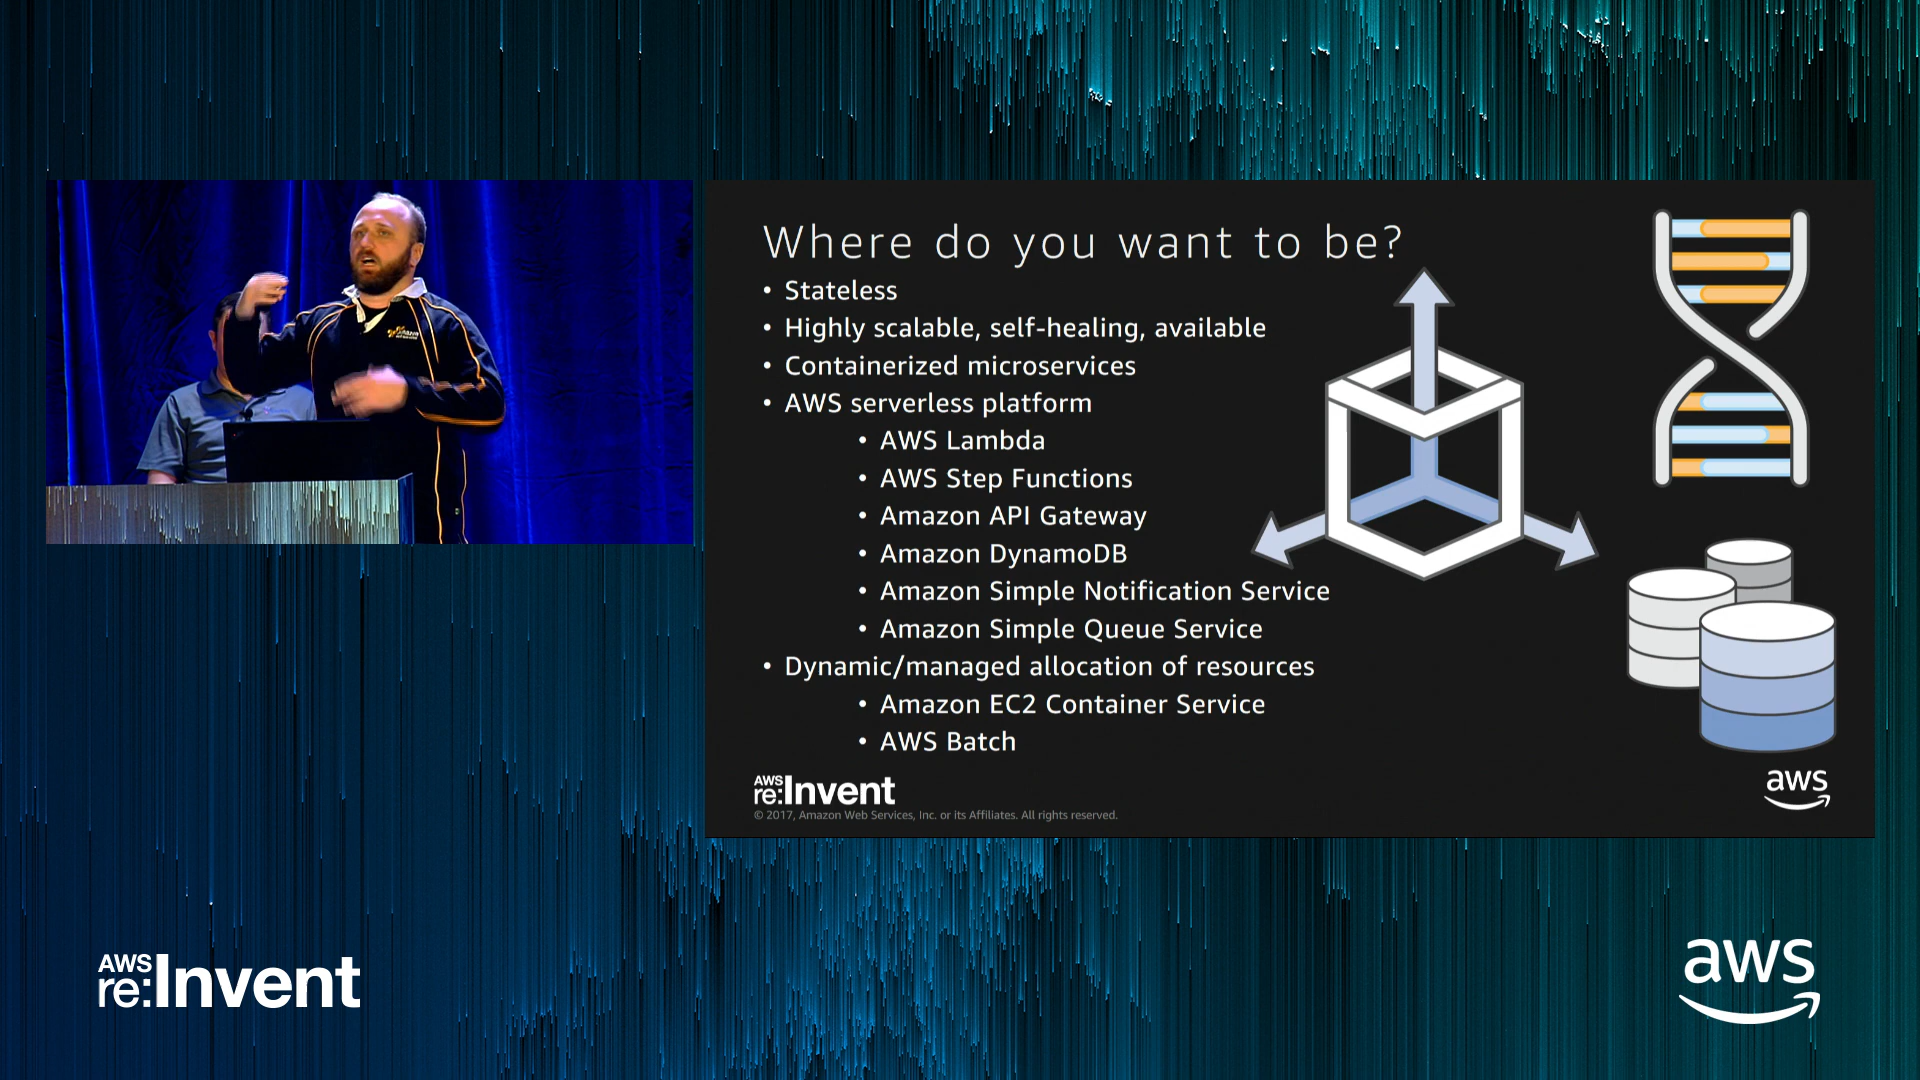 Where do you want to be?
• Stateless
• Highly scalable, self-healing, available
• Containerized microservices
• AWS serverless platform
• AWS Lambda
• AWS Step Functions
• Amazon API Gateway
• Amazon DynamoDB
• Amazon Simple Notification Service
• Amazon Simple Queue Service
• Dynamic/managed allocation of resources
• Amazon EC2 Container Service
• AWS Batch
AWS
re:Invent
© 2017, Amazon Web Services, Inc. or its Affiliates. All rights reserved.
aws
AWS
re:Invent
aws